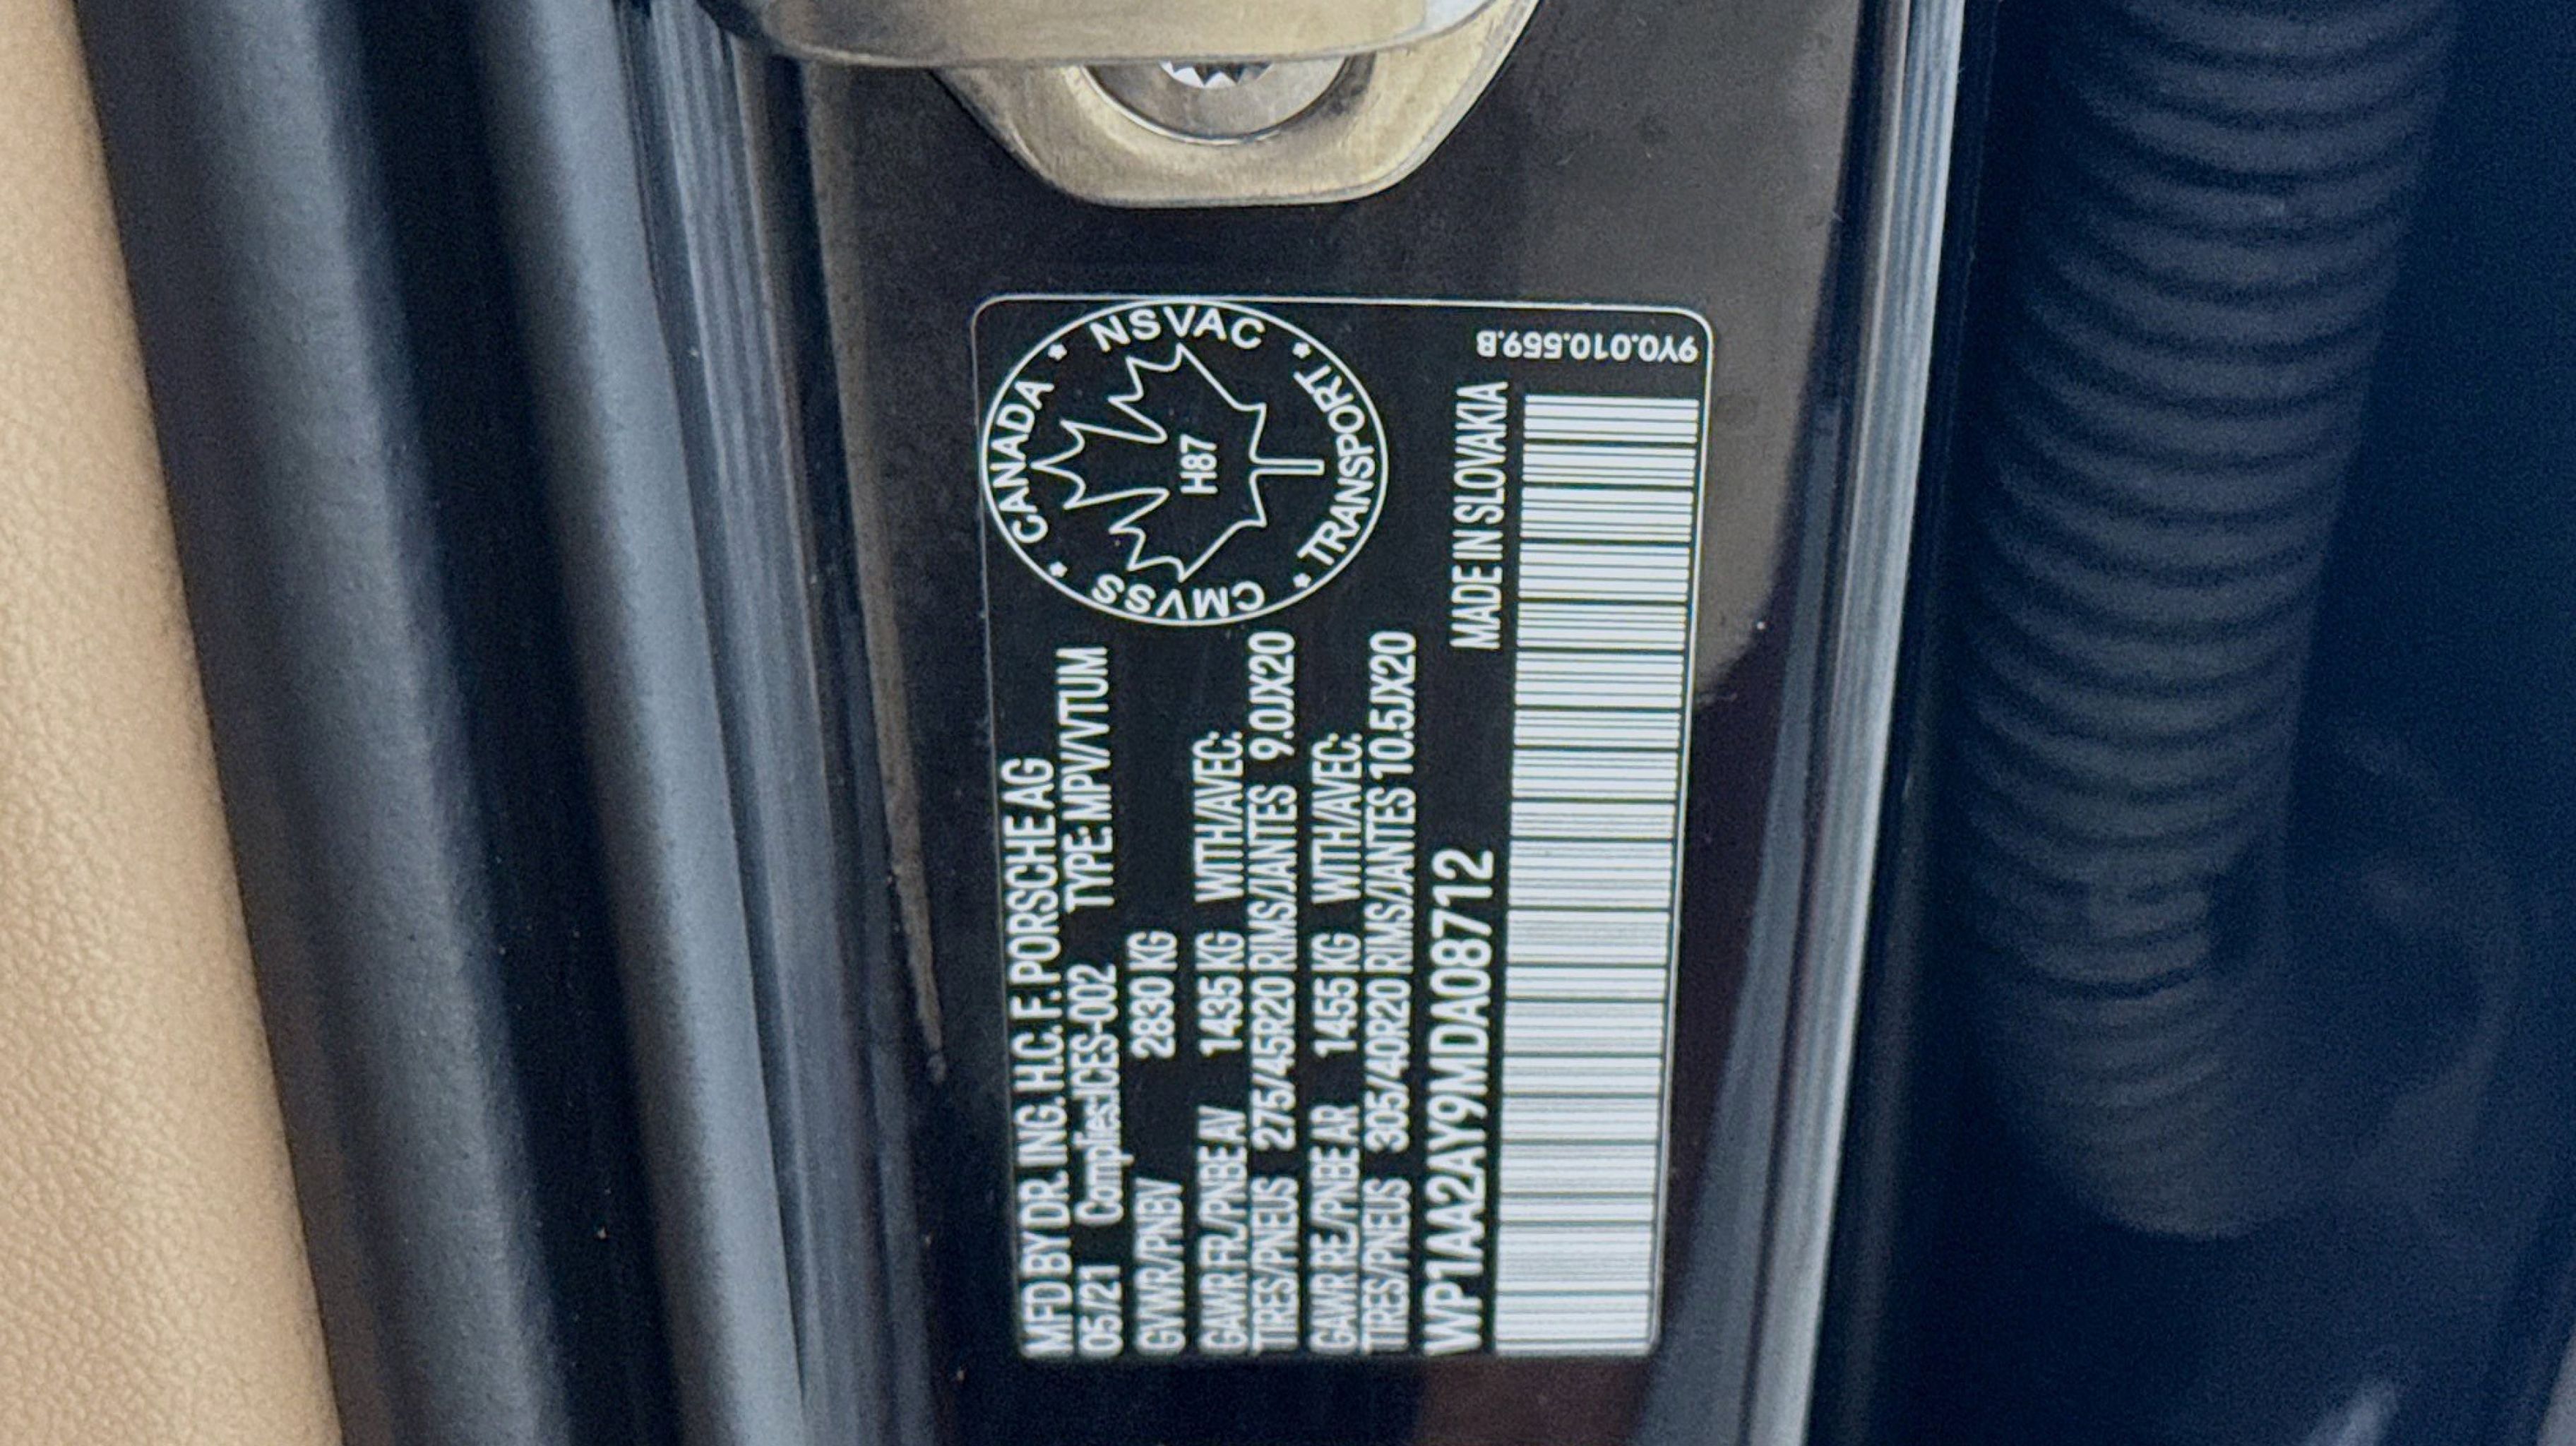 MFD BY DR. ING. H.C. F. PORSCHE AG
05/21 CompliesICES-002 TYPE: MPV/VTUM
GVWR/PNBV 2830 KG
GAWR FR./PNBE AV 1435 KG WITH/AVEC:
TIRES/PNEUS 275/45R20 RIMS/JANTES 9.0JX20
GAWR RE./PNBE AR 1455 KG WITH/AVEC:
TIRES/PNEUS 305/40R20 RIMS/JANTES 10.5JX20
WP1AA2AY9MDA08712
MADE IN SLOVAKIA
CANADA
NSVAC
TRANSPORT
CMVSS
H87
9Y0.010.559.B